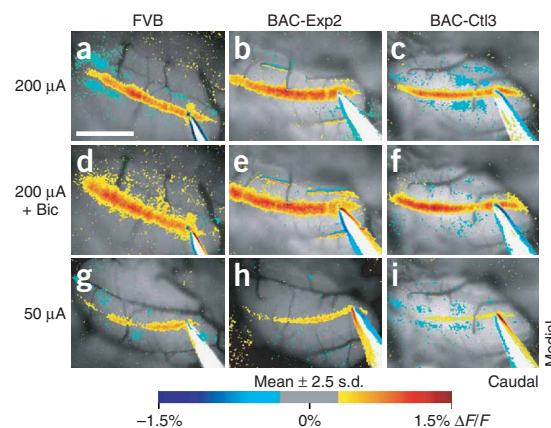 FVB BAC-Exp2 BAC-Ctl3
a b c
200 µA
d e f
200 µA
+ Bic
g h i
50 µA
Medial
Mean ± 2.5 s.d. Caudal
–1.5% 0% 1.5% ΔF/F